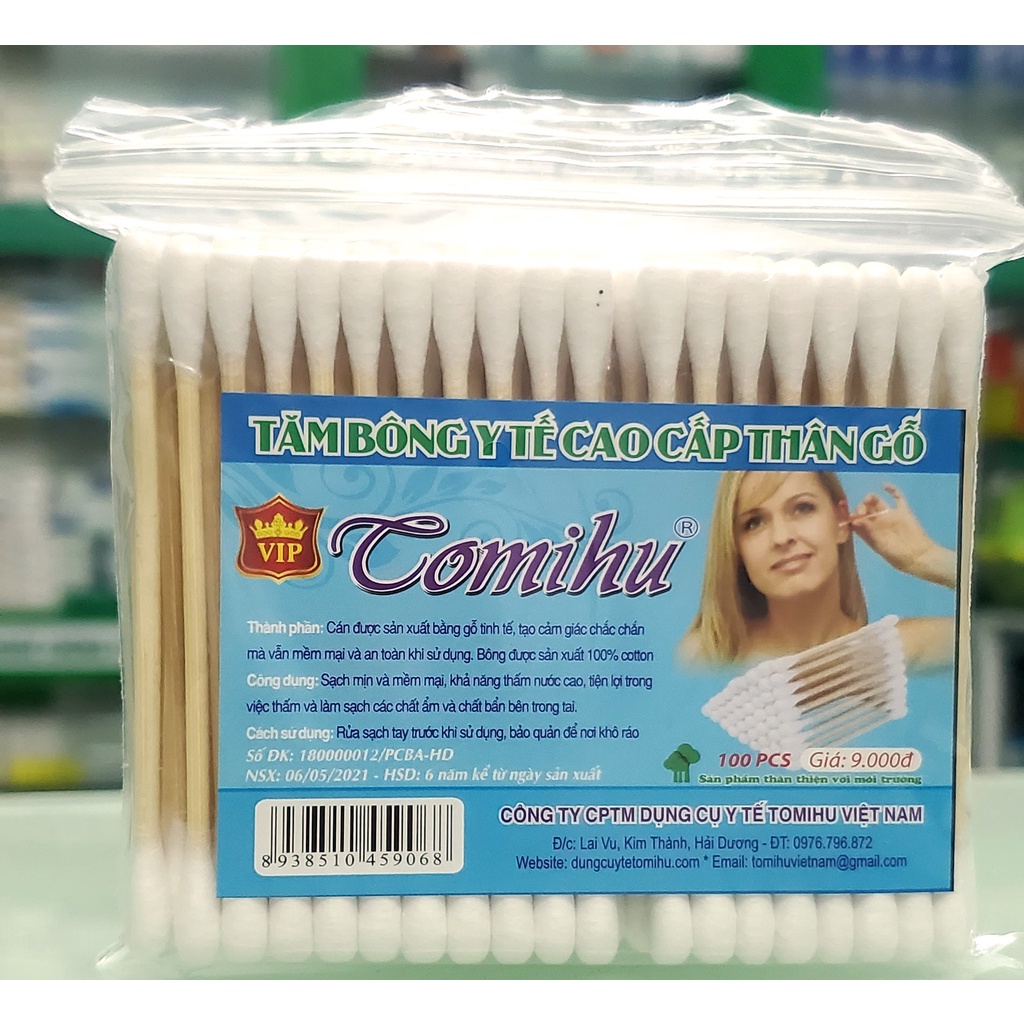 TĂM BÔNG Y TẾ CAO CẤP THÂN GỖ
VIP
Tomihu®
Thành phần: Cán được sản xuất bằng gỗ tinh tế, tạo cảm giác chắc chắn
mà vẫn mềm mại và an toàn khi sử dụng. Bông được sản xuất 100% cotton
Công dụng: Sạch mịn và mềm mại, khả năng thấm nước cao, tiện lợi trong
việc thấm và làm sạch các chất ẩm và chất bẩn bên trong tai.
Cách sử dụng: Rửa sạch tay trước khi sử dụng, bảo quản để nơi khô ráo
Số ĐK: 180000012/PCBA-HD
NSX: 06/05/2021 - HSD: 6 năm kể từ ngày sản xuất
100 PCS Giá: 9.000đ
Sản phẩm thân thiện với môi trường
8 938510 459068
CÔNG TY CPTM DỤNG CỤ Y TẾ TOMIHU VIỆT NAM
Đ/c: Lai Vu, Kim Thành, Hải Dương - ĐT: 0976.796.872
Website: dungcuytetomihu.com * Email: tomihuvietnam@gmail.com